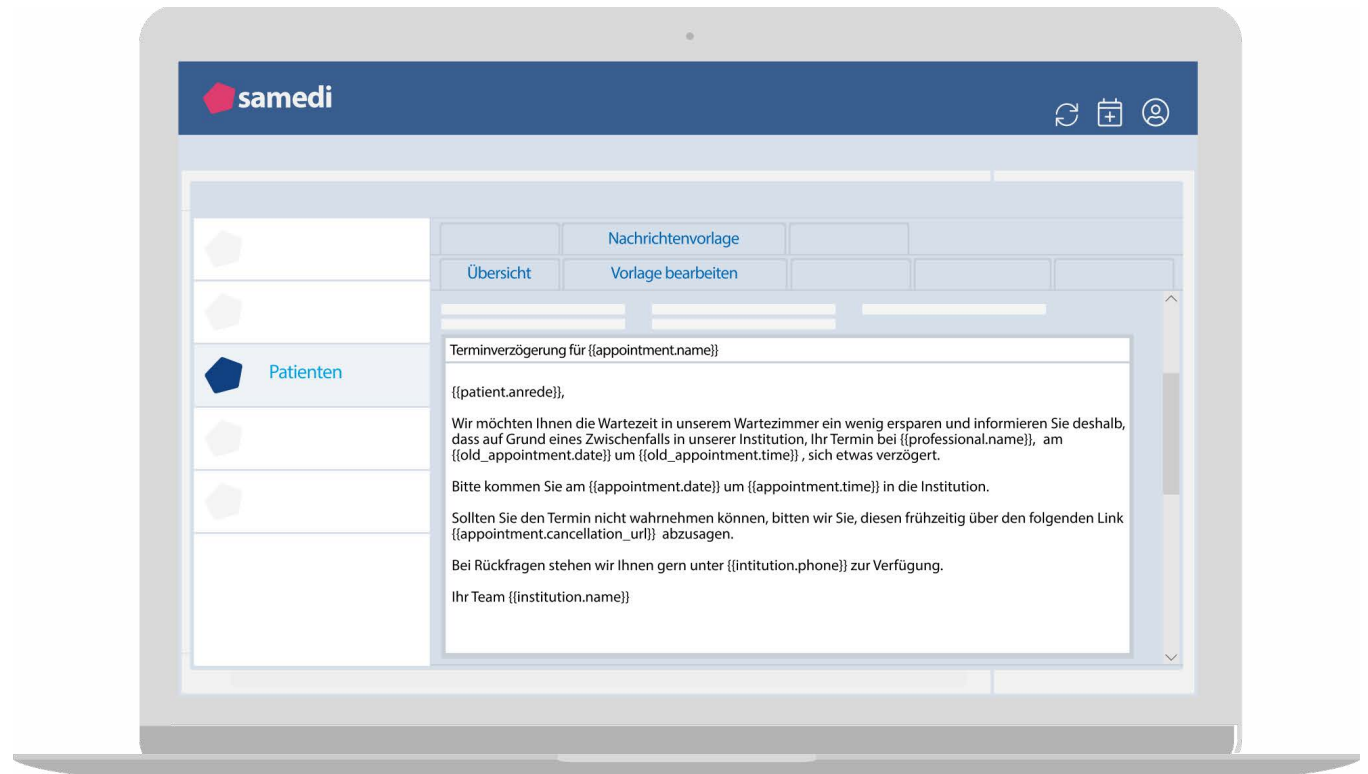 samedi
Nachrichtenvorlage
Übersicht Vorlage bearbeiten
Patienten
Terminverzögerung für {{appointment.name}}
{{patient.anrede}},
Wir möchten Ihnen die Wartezeit in unserem Wartezimmer ein wenig ersparen und informieren Sie deshalb,
dass auf Grund eines Zwischenfalls in unserer Institution, Ihr Termin bei {{professional.name}}, am
{{old_appointment.date}} um {{old_appointment.time}} , sich etwas verzögert.
Bitte kommen Sie am {{appointment.date}} um {{appointment.time}} in die Institution.
Sollten Sie den Termin nicht wahrnehmen können, bitten wir Sie, diesen frühzeitig über den folgenden Link
{{appointment.cancellation_url}} abzusagen.
Bei Rückfragen stehen wir Ihnen gern unter {{intitution.phone}} zur Verfügung.
Ihr Team {{institution.name}}